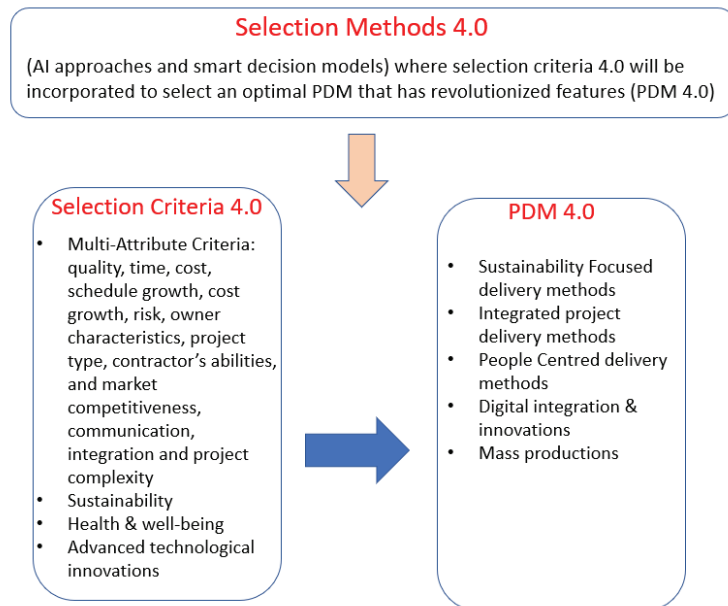 Selection Methods 4.0
(AI approaches and smart decision models) where selection criteria 4.0 will be
incorporated to select an optimal PDM that has revolutionized features (PDM 4.0)
Selection Criteria 4.0
• Multi-Attribute Criteria:
quality, time, cost,
schedule growth, cost
growth, risk, owner
characteristics, project
type, contractor’s abilities,
and market
competitiveness,
communication,
integration and project
complexity
• Sustainability
• Health & well-being
• Advanced technological
innovations
PDM 4.0
• Sustainability Focused
delivery methods
• Integrated project
delivery methods
• People Centred delivery
methods
• Digital integration &
innovations
• Mass productions